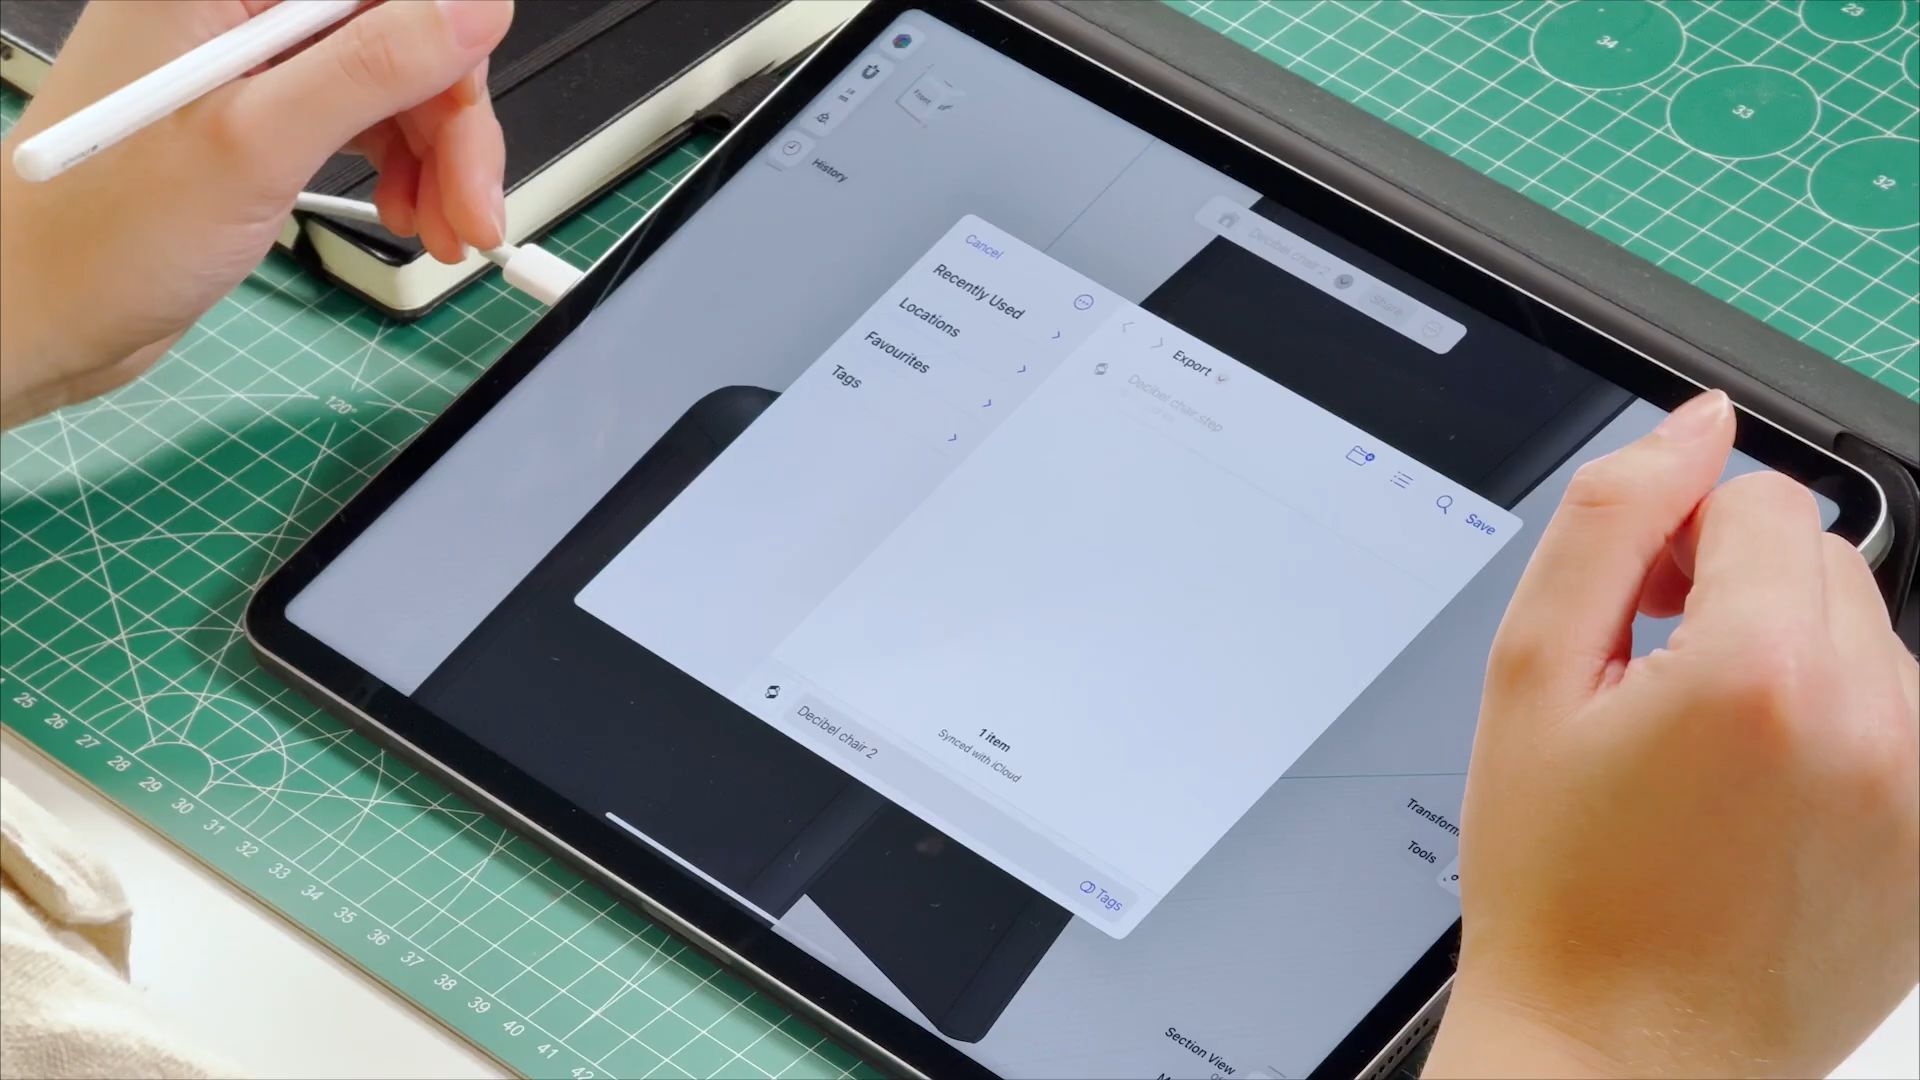 Front
History
Decibel chair 2
Share
Cancel
Recently Used
Locations
Favourites
Tags
Export
Decibel chair.step
Save
1 item
Synced with iCloud
Decibel chair 2
Tags
Transform
Tools
Section View
23
34
33
32
120°
25
26
27
28
29
30
31
32
33
34
35
36
37
38
39
40
41
42